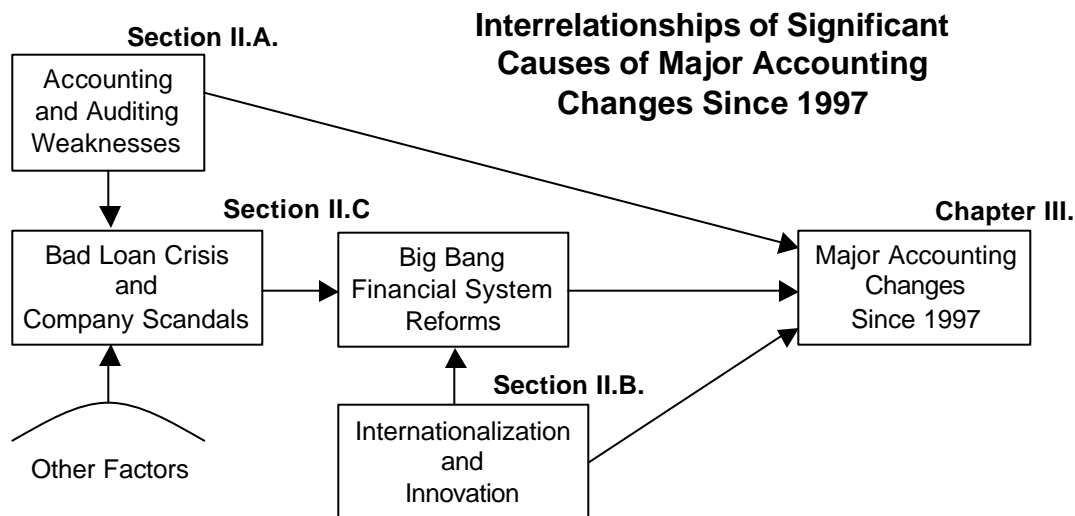 Interrelationships of Significant
Causes of Major Accounting
Changes Since 1997
Section II.A.
Accounting
and Auditing
Weaknesses
Section II.C
Chapter III.
Bad Loan Crisis
and
Company Scandals
Big Bang
Financial System
Reforms
Major Accounting
Changes
Since 1997
Section II.B.
Internationalization
and
Innovation
Other Factors